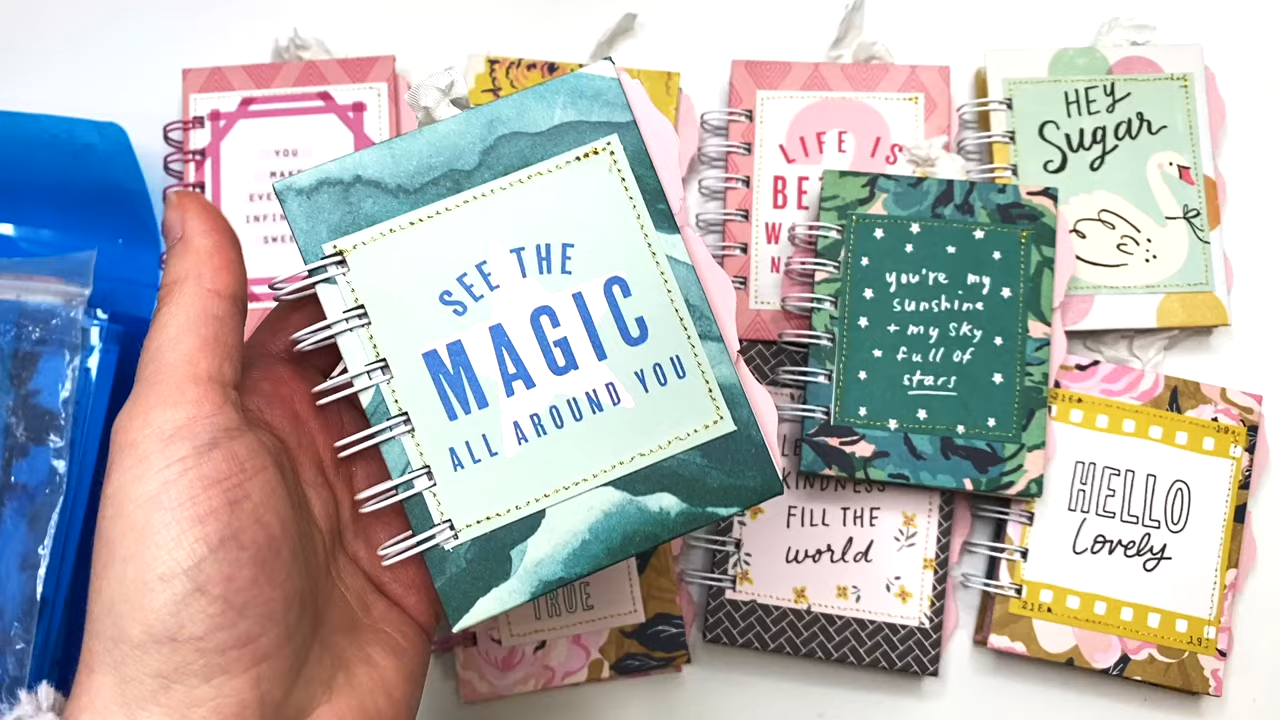 SEE THE
MAGIC
ALL AROUND YOU
YOU
LIFE IS
HEY
Sugar
you're my
sunshine
+ my sky
full of
stars
KINDNESS
FILL THE
world
HELLO
lovely
TRUE